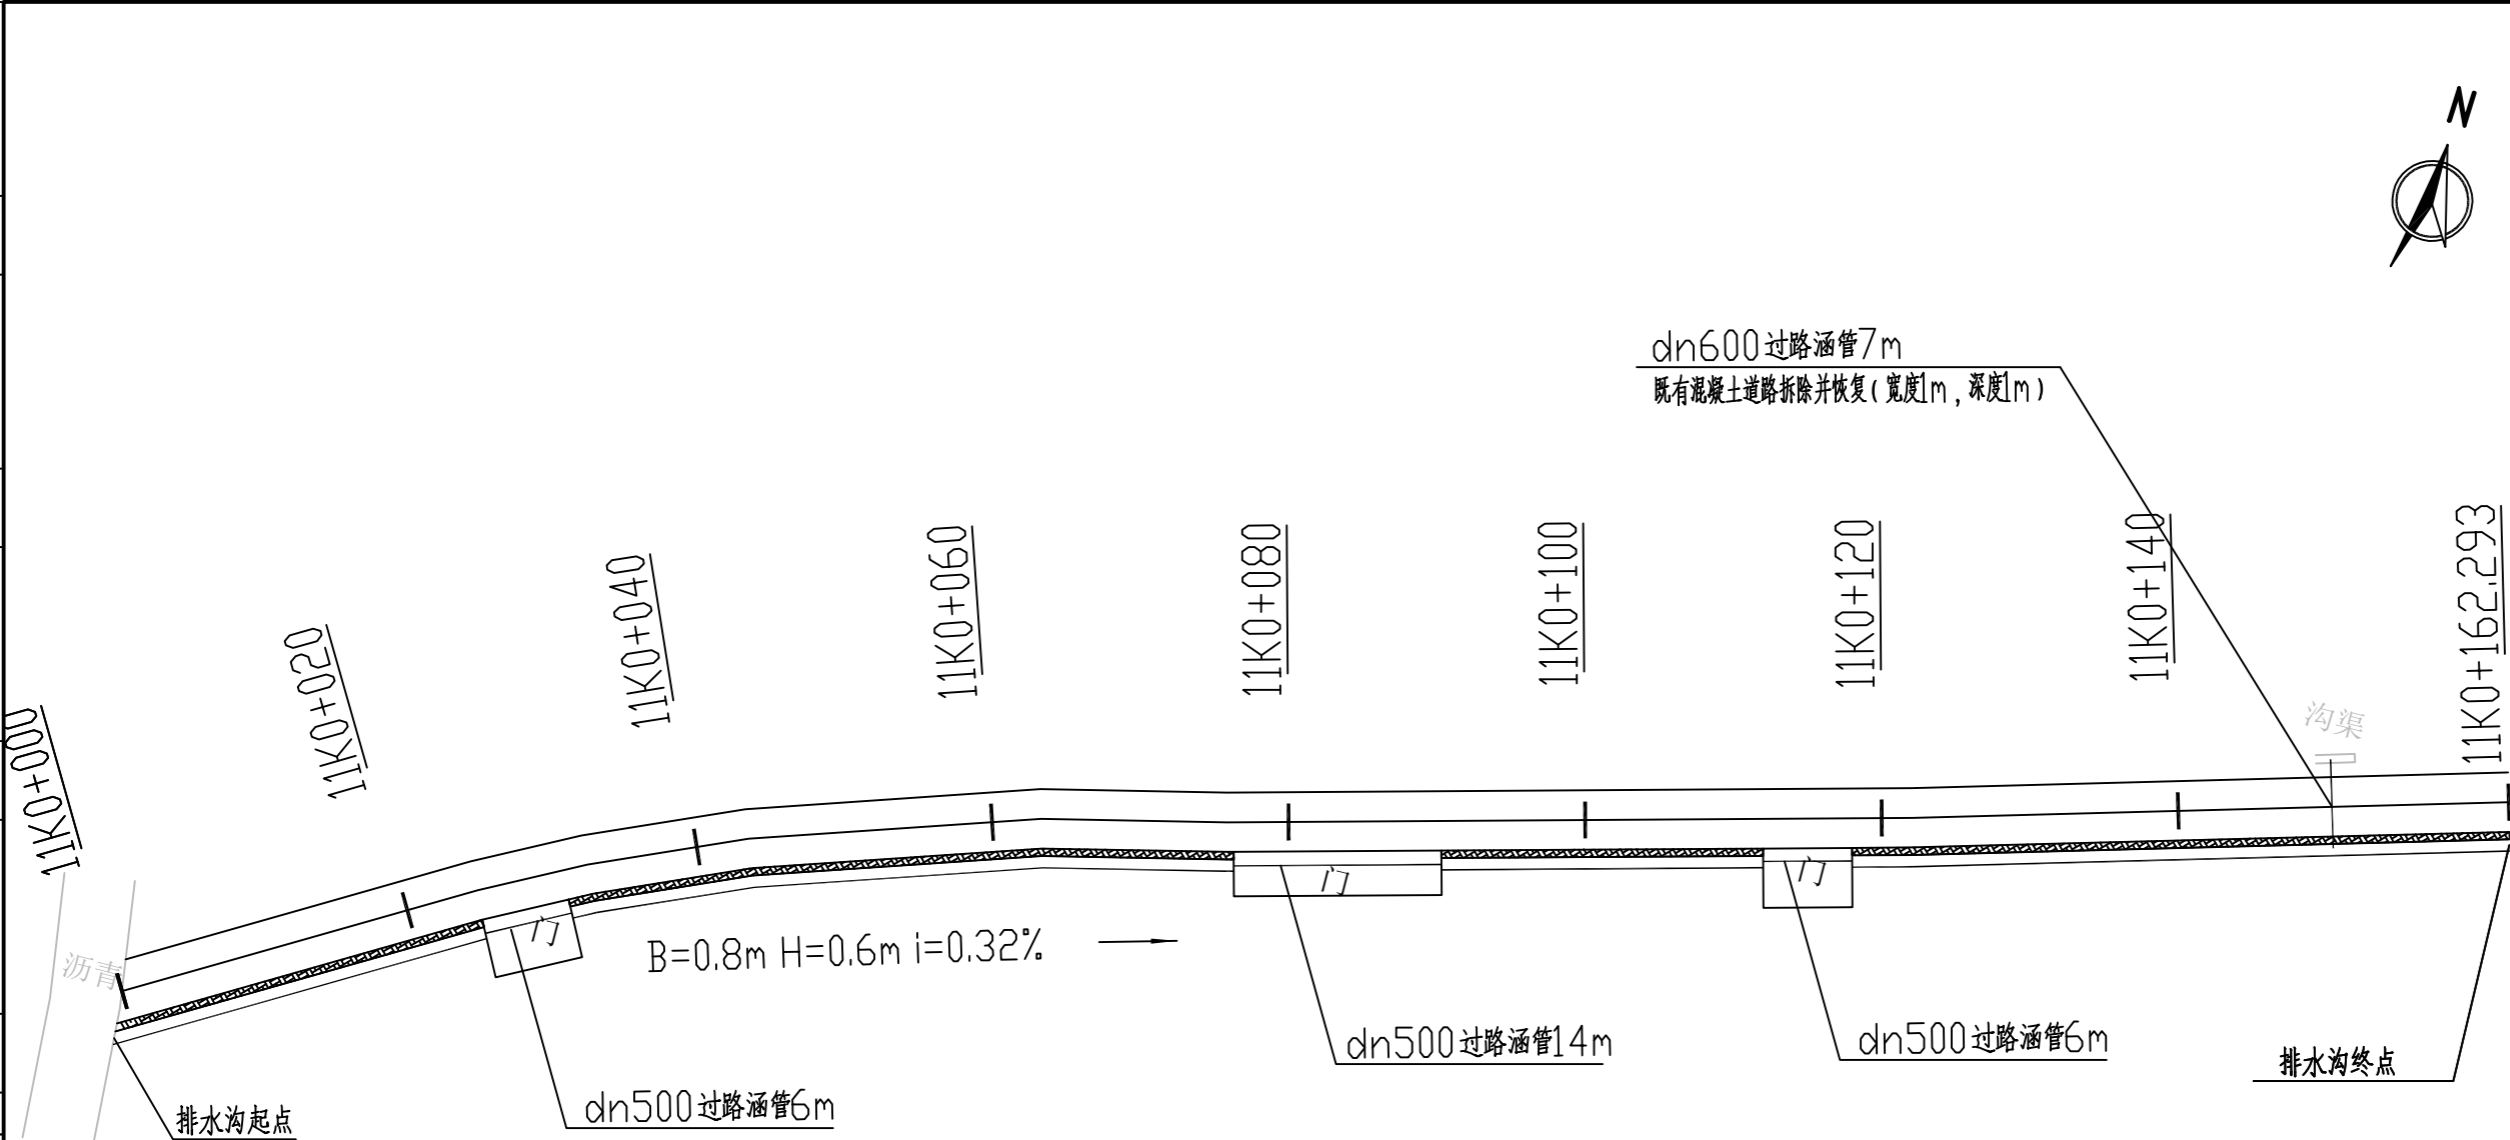 N
dn600过路涵管7m
既有混凝土道路拆除并恢复(宽度1m,深度1m)
11K0+000
11K0+020
11K0+040
11K0+060
11K0+080
11K0+100
11K0+120
11K0+140
11K0+162.293
沟渠
沥青
门
门
门
B=0.8m H=0.6m i=0.32%
dn500过路涵管14m
dn500过路涵管6m
排水沟终点
dn500过路涵管6m
排水沟起点